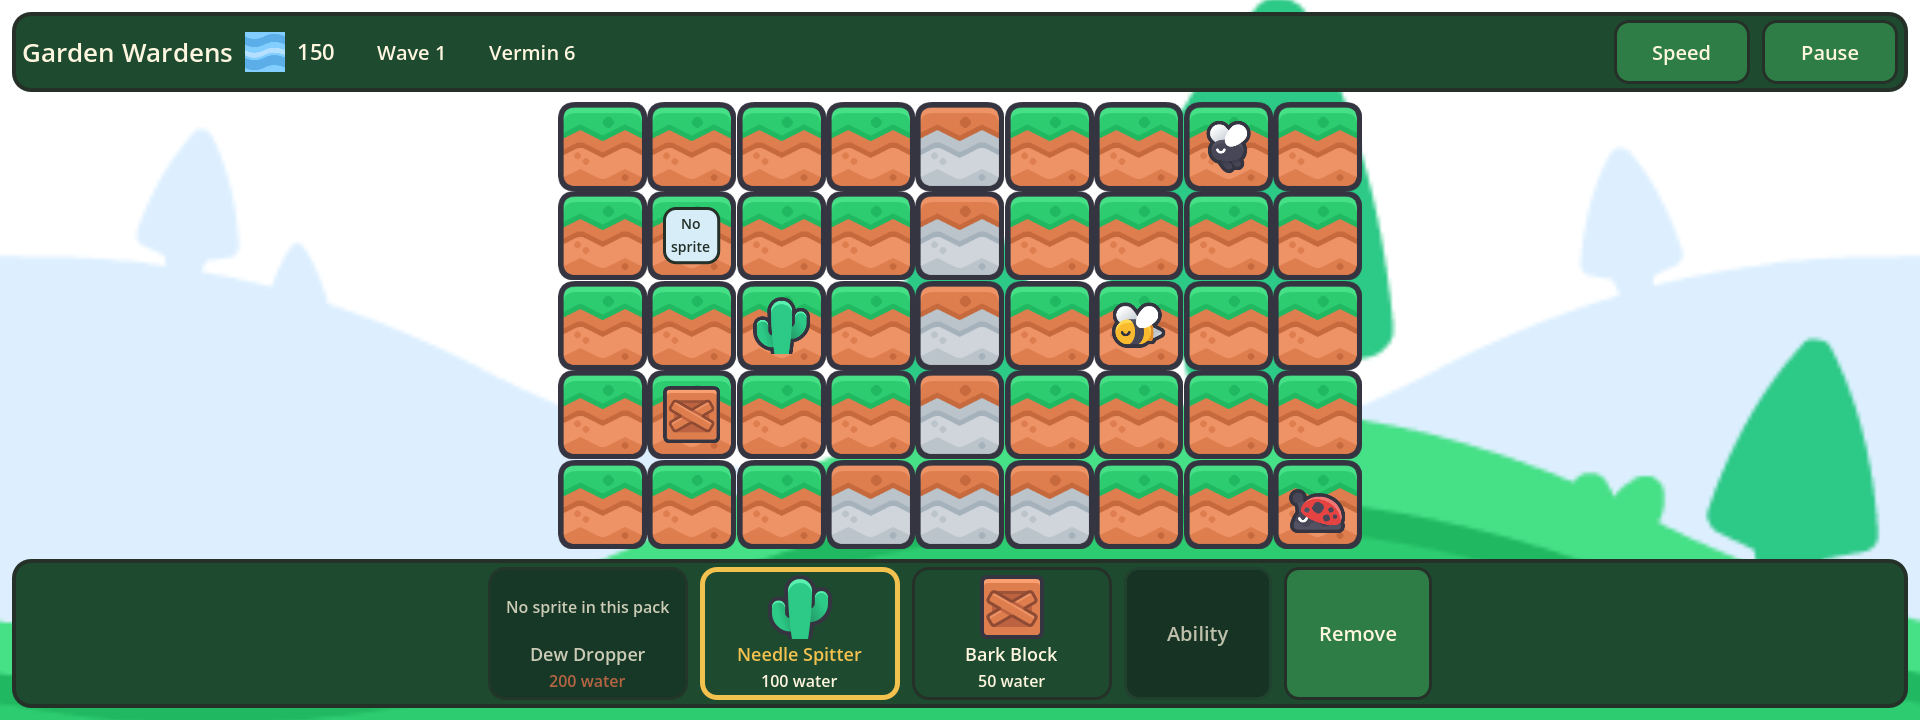 Garden Wardens 150 Wave 1 Vermin 6 Speed Pause
No
sprite
No sprite in this pack
Dew Dropper
200 water
Needle Spitter
100 water
Bark Block
50 water
Ability
Remove